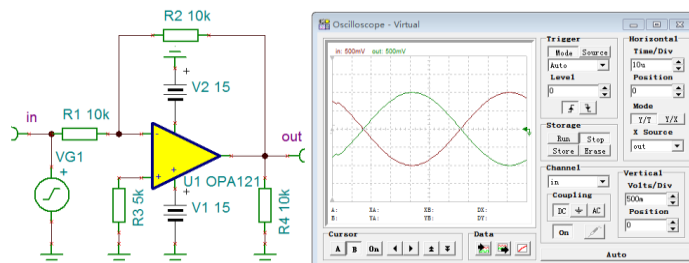 R2 10k
V2 15
in
R1 10k
VG1
R3 5k
U1 OPA121
V1 15
out
R4 10k
Oscilloscope - Virtual
in: 500mV out: 500mV
A: XA: XB: DX:
B: YA: YB: DY:
Cursor
A B On
Data
Trigger
Mode Source
Auto
Level
0
Storage
Run Stop
Store Erase
Channel
in
Coupling
DC AC
On
Horizontal
Time/Div
10u
Position
0
Mode
Y/T Y/X
X Source
out
Vertical
Volts/Div
500m
Position
0
Auto